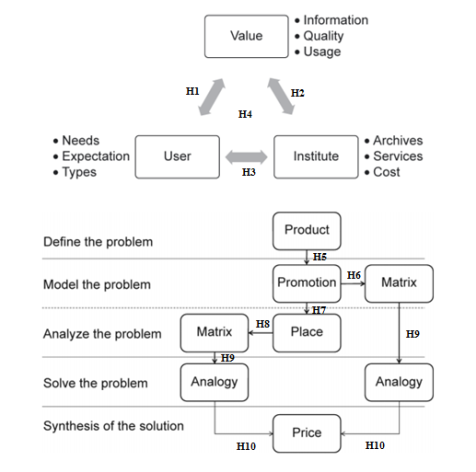 Value
• Information
• Quality
• Usage
H1
H2
H4
• Needs
• Expectation
• Types
User
H3
Institute
• Archives
• Services
• Cost
Define the problem
Product
H5
Model the problem
Promotion
H6
Matrix
H7
Analyze the problem
Matrix
H8
Place
H9
H9
Solve the problem
Analogy
Analogy
Synthesis of the solution
Price
H10
H10